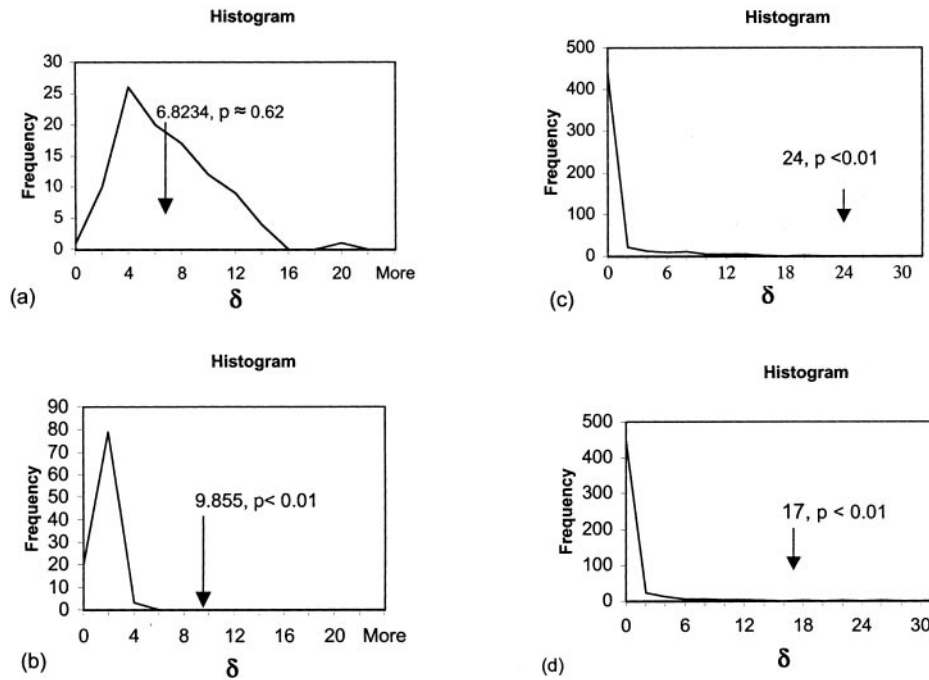 Histogram
30
25
20
15
10
5
0
Frequency
6.8234, p ≈ 0.62
0 4 8 12 16 20 More
δ
(a)
Histogram
90
80
70
60
50
40
30
20
10
0
Frequency
9.855, p< 0.01
0 4 8 12 16 20 More
δ
(b)
Histogram
500
400
300
200
100
0
Frequency
24, p <0.01
0 6 12 18 24 30
δ
(c)
Histogram
500
400
300
200
100
0
Frequency
17, p < 0.01
0 6 12 18 24 30
δ
(d)